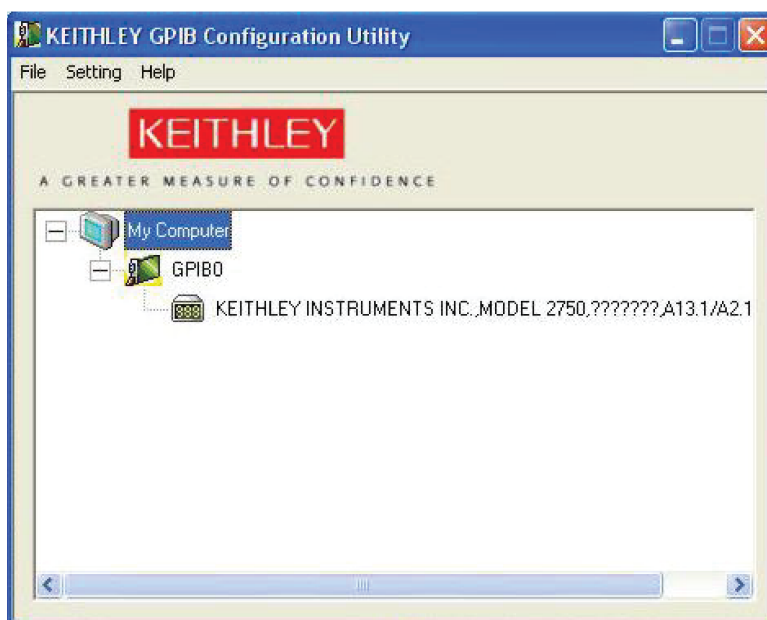 KEITHLEY GPIB Configuration Utility
File Setting Help
KEITHLEY
A GREATER MEASURE OF CONFIDENCE
My Computer
GPIB0
KEITHLEY INSTRUMENTS INC.,MODEL 2750,???????,A13.1/A2.1